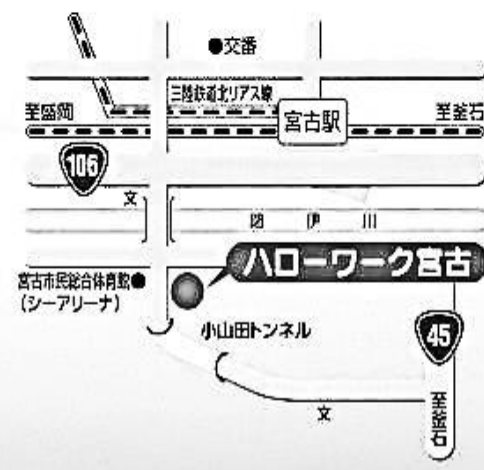 ●交番
三陸鉄道北リアス線
至盛岡
宮古駅
至釜石
106
文
閉伊川
ハローワーク宮古
宮古市民総合体育館●
(シーアリーナ)
小山田トンネル
45
至釜石
文